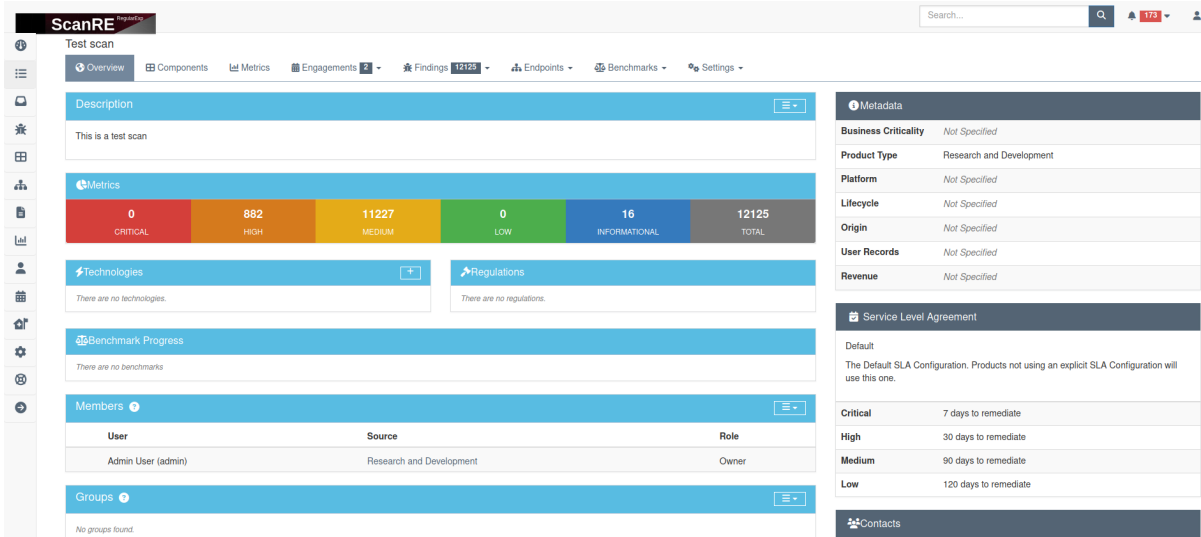 ScanRE RegularExp
Search...
173
Test scan
Overview Components Metrics Engagements 2 Findings 12125 Endpoints Benchmarks Settings
Description
This is a test scan
Metrics
0 882 11227 0 16 12125
CRITICAL HIGH MEDIUM LOW INFORMATIONAL TOTAL
Technologies +
There are no technologies.
Regulations
There are no regulations.
Benchmark Progress
There are no benchmarks
Members ?
User Source Role
Admin User (admin) Research and Development Owner
Groups ?
No groups found.
Metadata
Business Criticality Not Specified
Product Type Research and Development
Platform Not Specified
Lifecycle Not Specified
Origin Not Specified
User Records Not Specified
Revenue Not Specified
Service Level Agreement
Default
The Default SLA Configuration. Products not using an explicit SLA Configuration will
use this one.
Critical 7 days to remediate
High 30 days to remediate
Medium 90 days to remediate
Low 120 days to remediate
Contacts